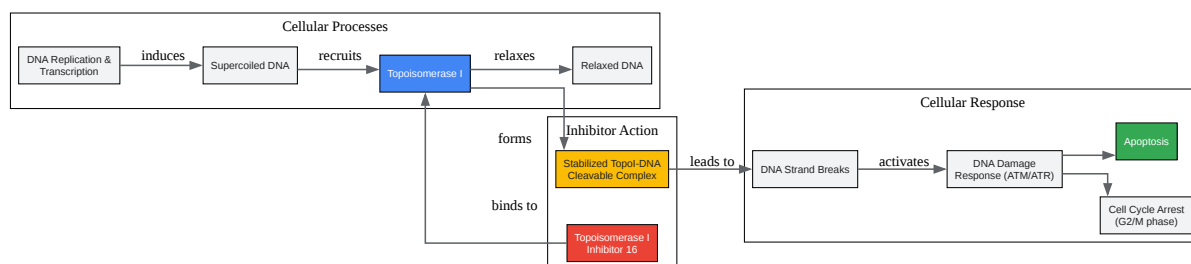 Cellular Processes
DNA Replication &
Transcription
induces
Supercoiled DNA
recruits
Topoisomerase I
relaxes
Relaxed DNA
forms
Inhibitor Action
Stabilized TopoI-DNA
Cleavable Complex
binds to
Topoisomerase I
Inhibitor 16
leads to
Cellular Response
DNA Strand Breaks
activates
DNA Damage
Response (ATM/ATR)
Apoptosis
Cell Cycle Arrest
(G2/M phase)